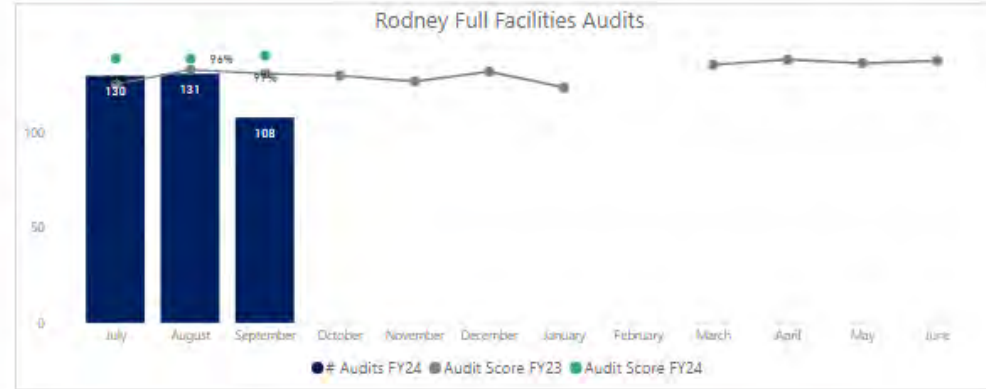 Rodney Full Facilities Audits
96%
97%
130
131
108
100
50
0
July August September October November December January February March April May June
# Audits FY24 Audit Score FY23 Audit Score FY24